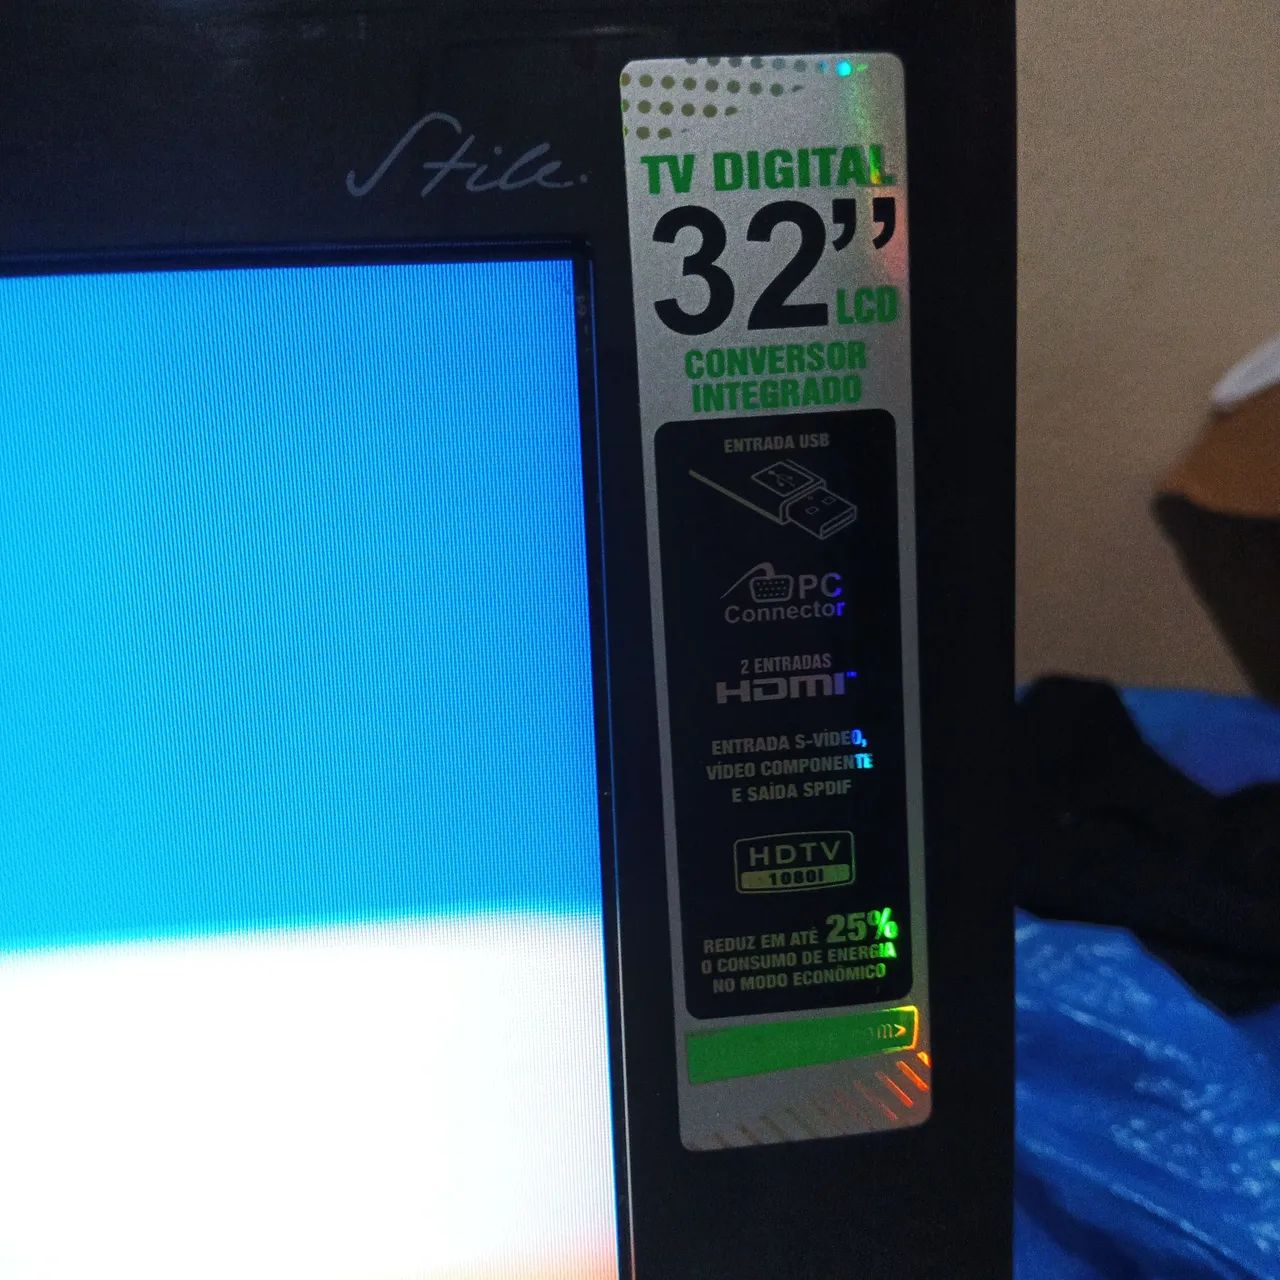 Stile.
TV DIGITAL
32”
LCD
CONVERSOR
INTEGRADO
ENTRADA USB
PC
Connector
2 ENTRADAS
HDMI™
ENTRADA S-VÍDEO,
VÍDEO COMPONENTE
E SAÍDA SPDIF
HDTV
1080i
REDUZ EM ATÉ 25%
O CONSUMO DE ENERGIA
NO MODO ECONÔMICO